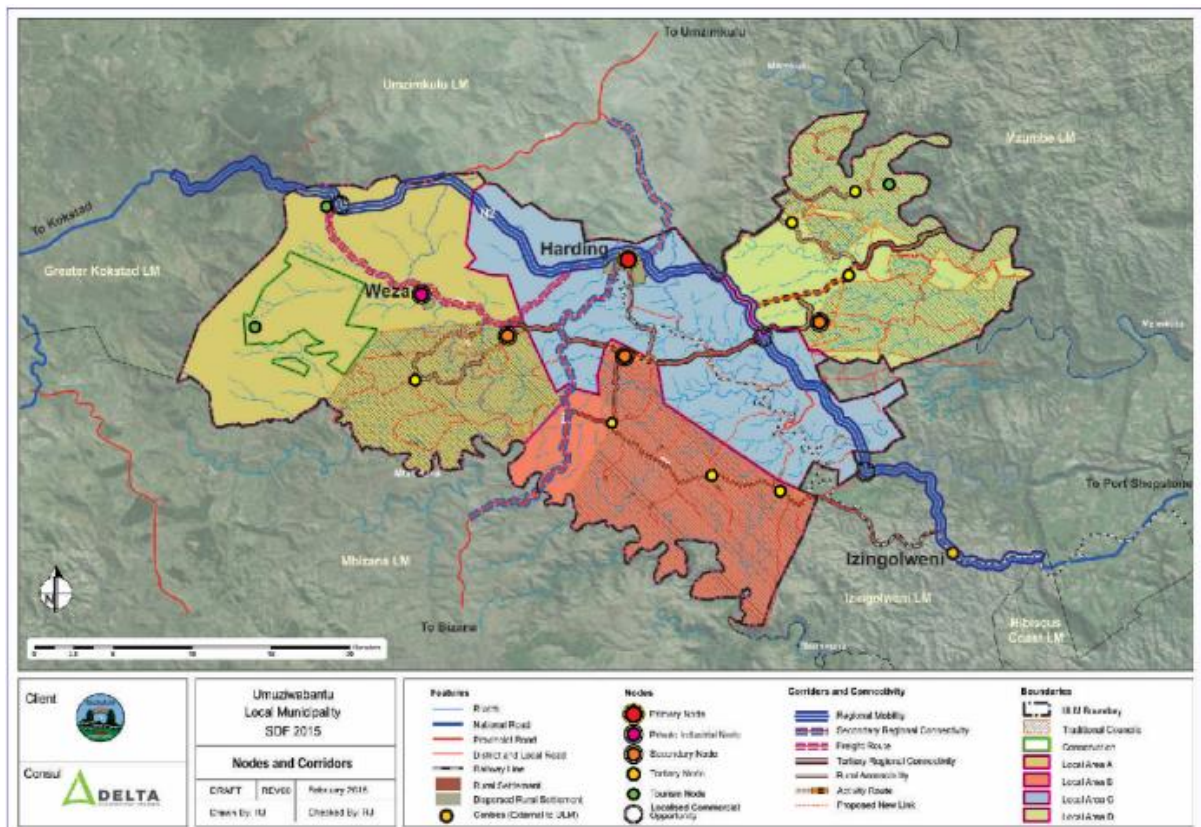 To Umzimkulu
Umzimkulu LM
Mzumbe LM
To Kokstad
N2
Harding
Greater Kokstad LM
Weza
To Port Shepstone
Mbizana LM
Izingolweni
Izingolweni LM
To Bizana
Hibiscus
Coast LM
N
Client
Consul
DELTA
Umuziwabantu
Local Municipality
SDF 2015
Nodes and Corridors
DRAFT
REV00
February 2015
Drawn By: RJ
Checked By: RJ
Features
Rivers
National Road
Provincial Road
District and Local Road
Railway Line
Rural Settlement
Dispersed Rural Settlement
Centres (External to ULM)
Nodes
Primary Node
Private Industrial Node
Secondary Node
Tertiary Node
Tourism Node
Localised Commercial
Opportunity
Corridors and Connectivity
Regional Mobility
Secondary Regional Connectivity
Freight Route
Tertiary Regional Connectivity
Rural Accessibility
Activity Route
Proposed New Link
Boundaries
ULM Boundary
Traditional Councils
Conservation
Local Area A
Local Area B
Local Area C
Local Area D